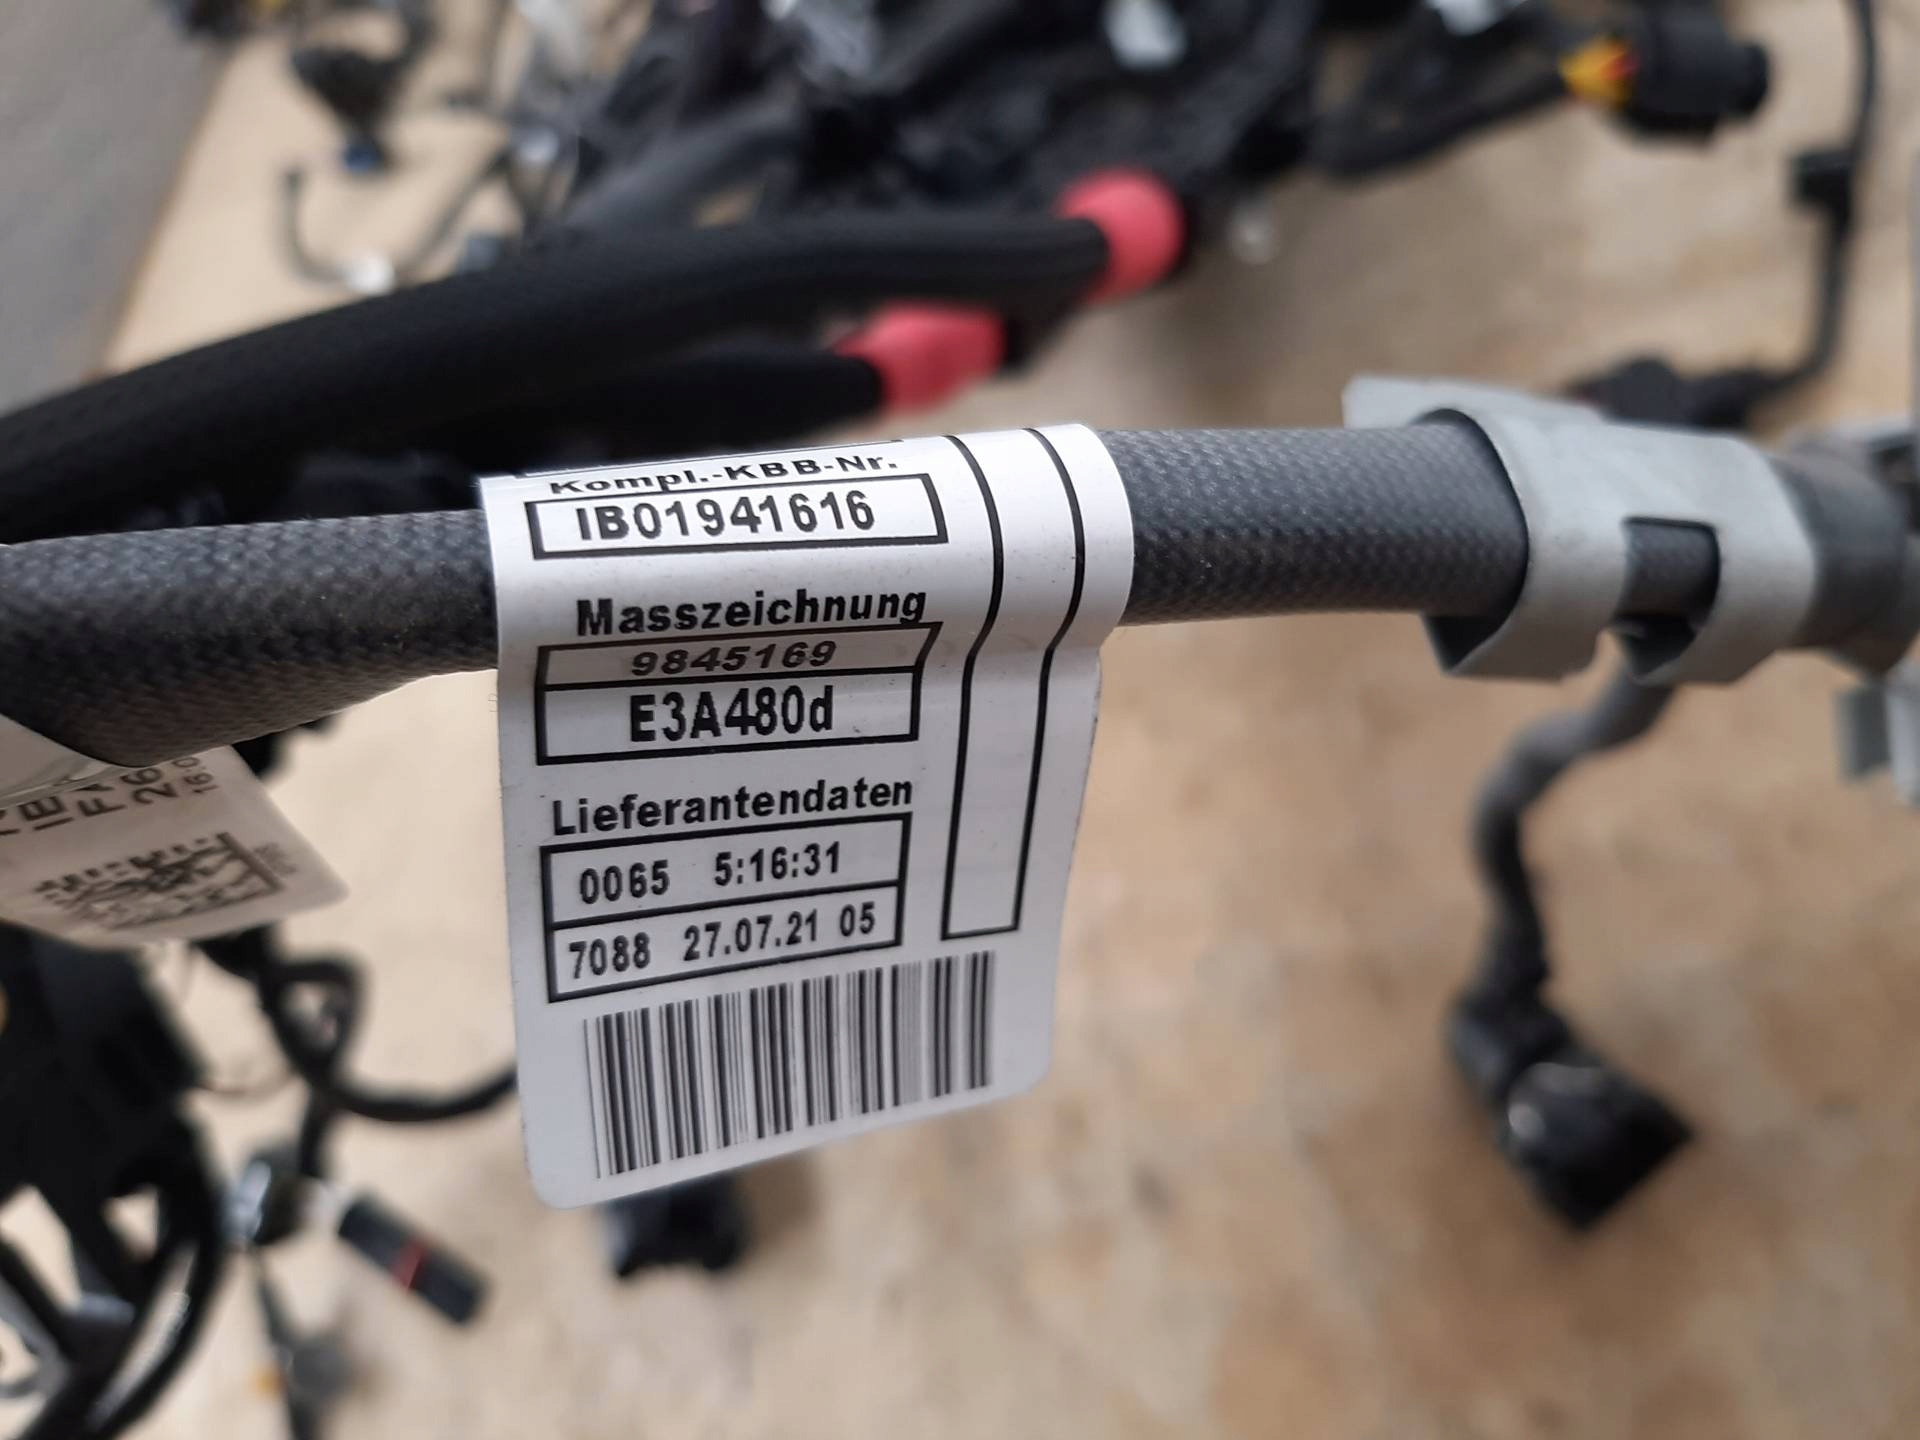 Kompl.-KBB-Nr.
IB01941616
Masszeichnung
9845169
E3A480d
Lieferantendaten
0065 5:16:31
7088 27.07.21 05